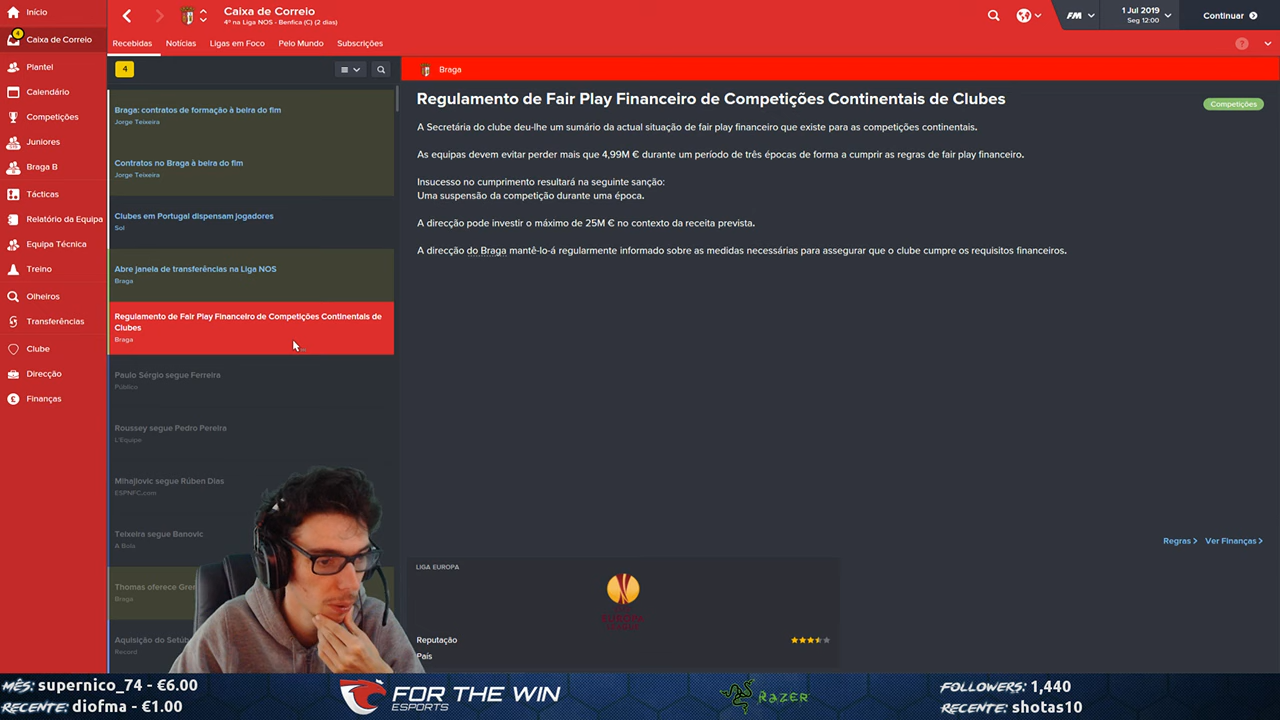 Início
4
Caixa de Correio
Plantel
Calendário
Competições
Juniores
Braga B
Tácticas
Relatório da Equipa
Equipa Técnica
Treino
Olheiros
Transferências
Clube
Direcção
Finanças
Caixa de Correio
4º na Liga NOS - Benfica (C) (2 dias)
FM
1 Jul 2019
Seg 12:00
Continuar
Recebidas
Notícias
Ligas em Foco
Pelo Mundo
Subscrições
?
4
Braga: contratos de formação à beira do fim
Jorge Teixeira
Contratos no Braga à beira do fim
Jorge Teixeira
Clubes em Portugal dispensam jogadores
Sol
Abre janela de transferências na Liga NOS
Braga
Regulamento de Fair Play Financeiro de Competições Continentais de
Clubes
Braga
Paulo Sérgio segue Ferreira
Público
Roussey segue Pedro Pereira
L'Equipe
Mihajlovic segue Rúben Dias
ESPNFC.com
Teixeira segue Banovic
A Bola
Thomas oferece
Braga
Aquisição do
Record
Braga
Regulamento de Fair Play Financeiro de Competições Continentais de Clubes
Competições
A Secretária do clube deu-lhe um sumário da actual situação de fair play financeiro que existe para as competições continentais.
As equipas devem evitar perder mais que 4,99M € durante um período de três épocas de forma a cumprir as regras de fair play financeiro.
Insucesso no cumprimento resultará na seguinte sanção:
Uma suspensão da competição durante uma época.
A direcção pode investir o máximo de 25M € no contexto da receita prevista.
A direcção do Braga mantê-lo-á regularmente informado sobre as medidas necessárias para assegurar que o clube cumpre os requisitos financeiros.
Regras
Ver Finanças
LIGA EUROPA
Reputação
País
MÊS: supernico_74 - €6.00
RECENTE: diofma - €1.00
FOR THE WIN
ESPORTS
RAZER
FOLLOWERS: 1,440
RECENTE: shotas10